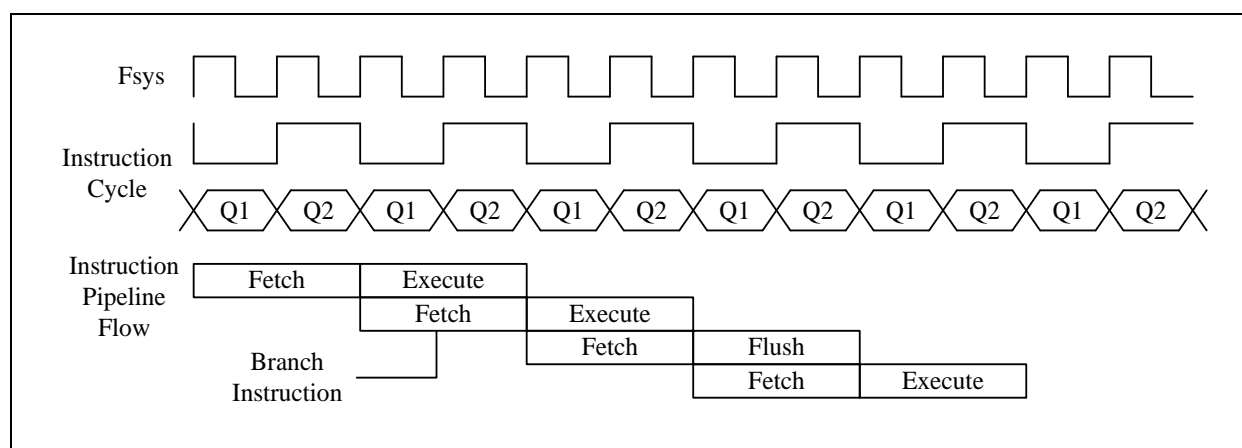 Fsys
Instruction
Cycle
Q1 Q2 Q1 Q2 Q1 Q2 Q1 Q2 Q1 Q2 Q1 Q2
Instruction
Pipeline
Flow
Fetch Execute
Fetch Execute
Fetch Flush
Fetch Execute
Branch
Instruction